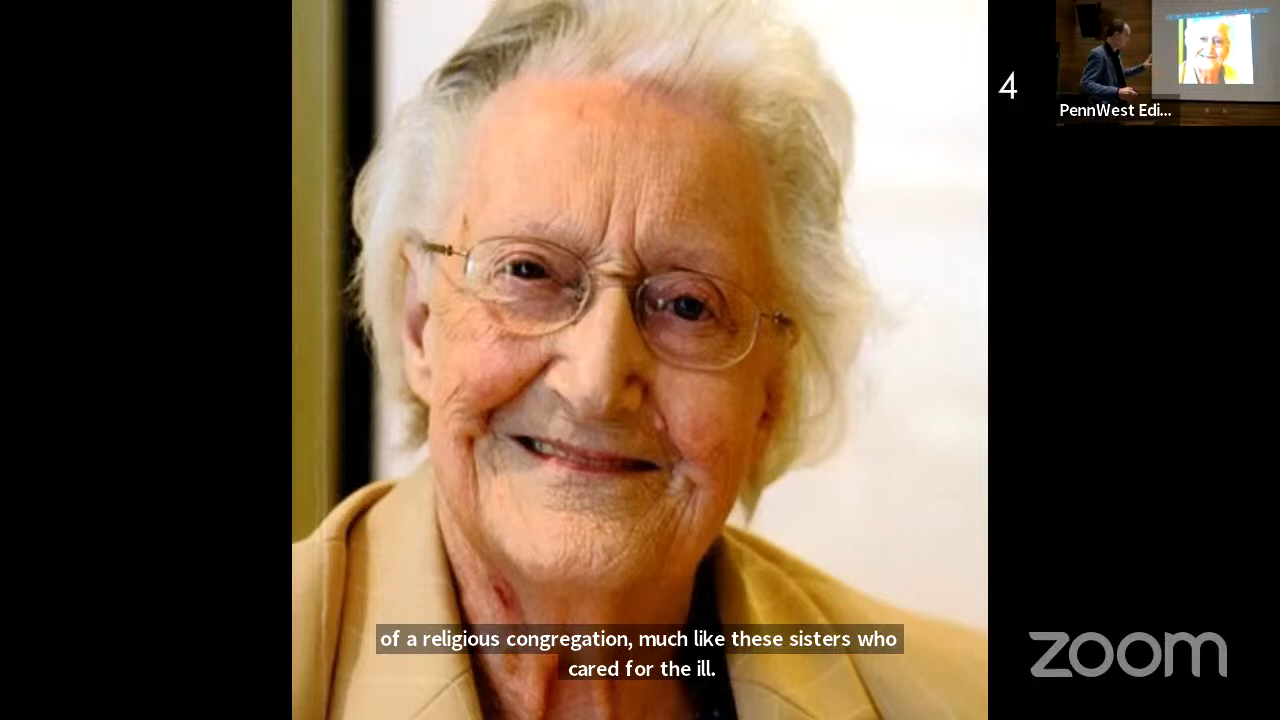 4
PennWest Edi...
of a religious congregation, much like these sisters who
cared for the ill.
zoom